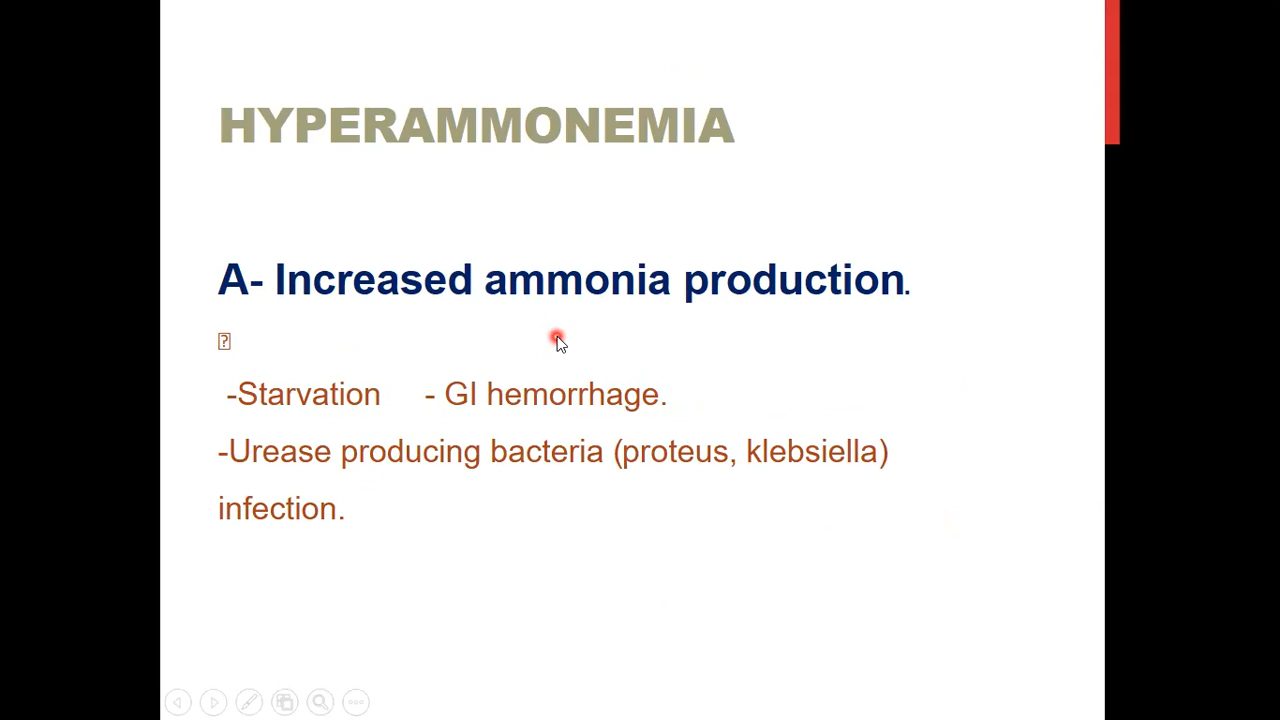 HYPERAMMONEMIA
A- Increased ammonia production.
-Starvation - GI hemorrhage.
-Urease producing bacteria (proteus, klebsiella)
infection.